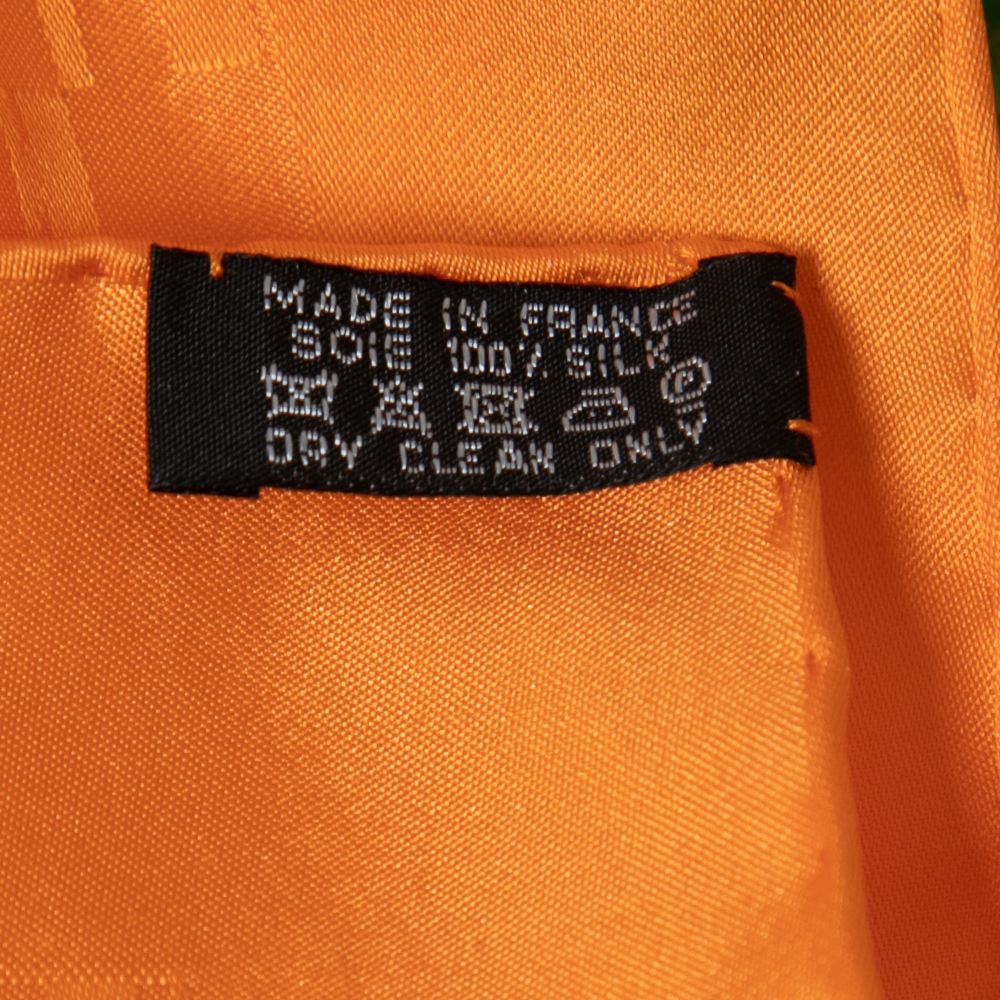 MADE IN FRANCE
SOIE 100% SILK
P
DRY CLEAN ONLY